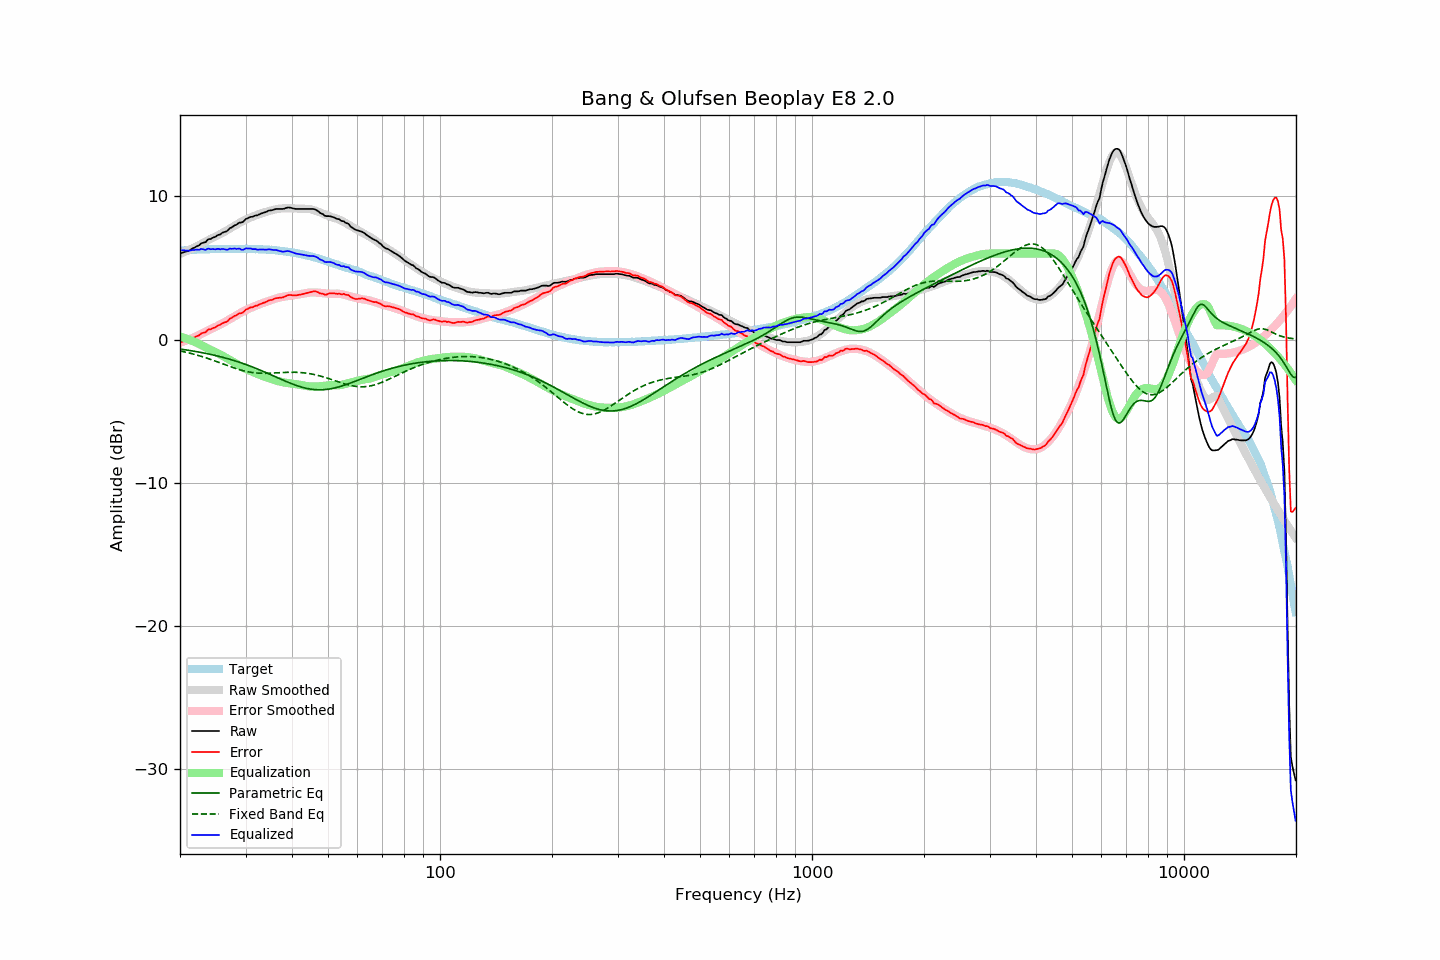 Bang & Olufsen Beoplay E8 2.0
10
0
−10
−20
−30
Amplitude (dBr)
Target
Raw Smoothed
Error Smoothed
Raw
Error
Equalization
Parametric Eq
Fixed Band Eq
Equalized
100
1000
10000
Frequency (Hz)